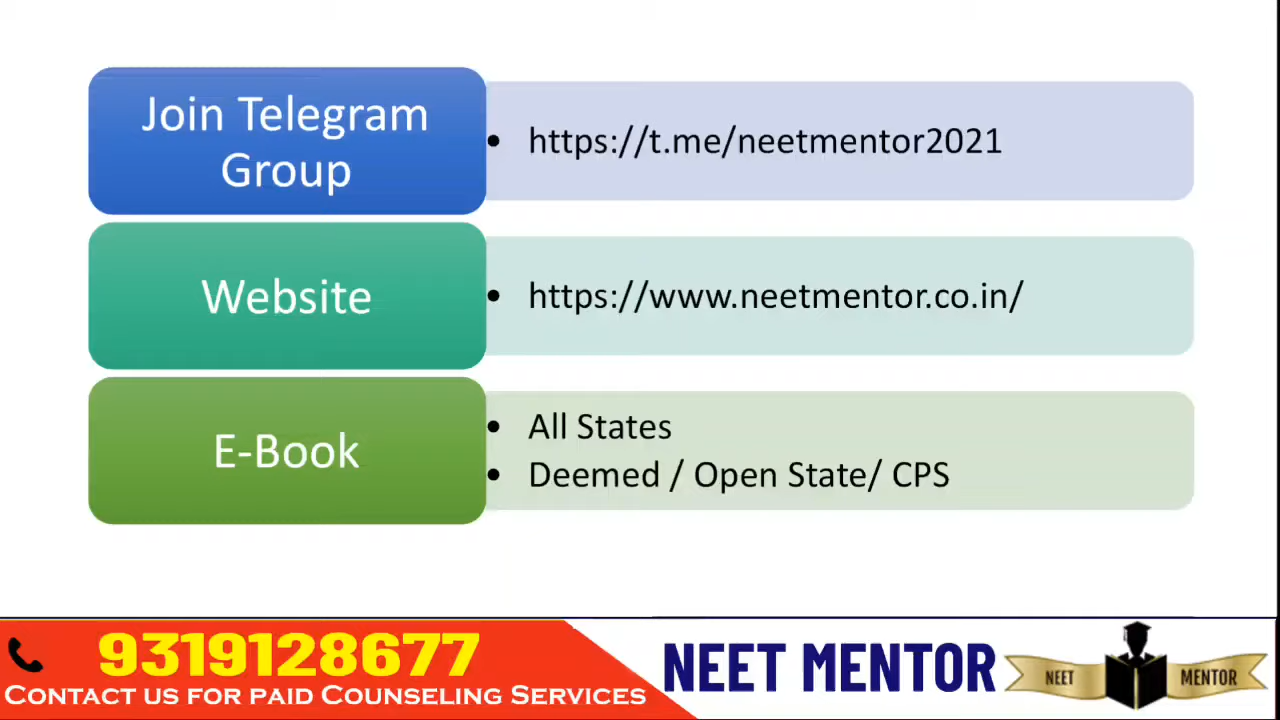 Join Telegram
Group
• https://t.me/neetmentor2021
Website
• https://www.neetmentor.co.in/
E-Book
• All States
• Deemed / Open State/ CPS
9319128677
CONTACT US FOR PAID COUNSELING SERVICES
NEET MENTOR
NEET MENTOR